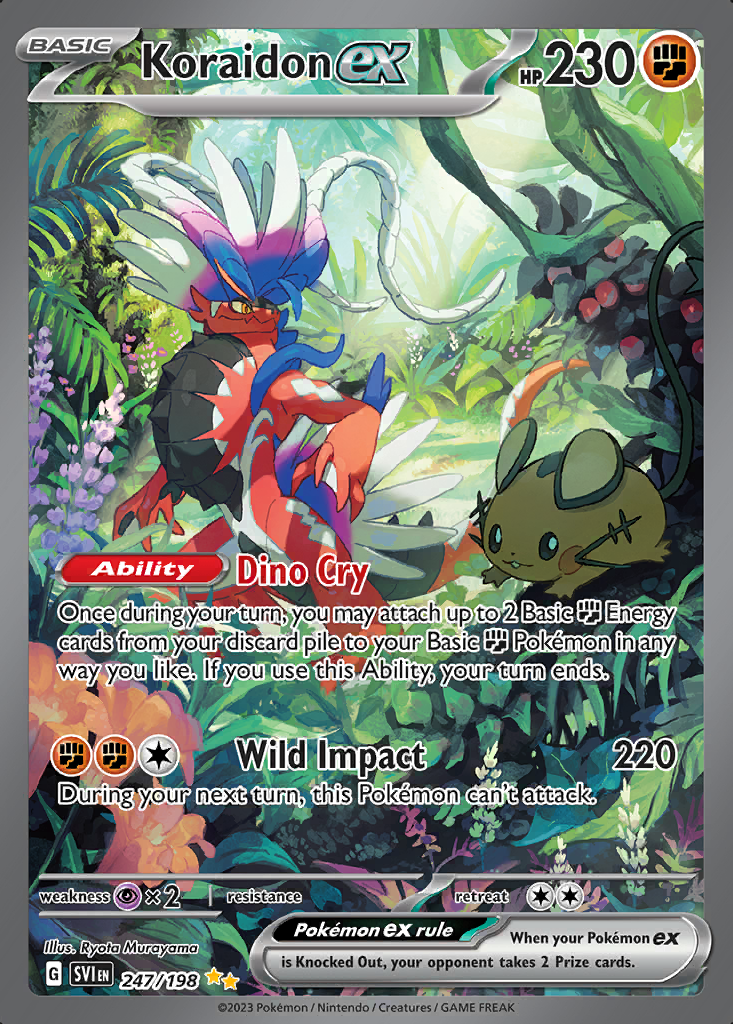 BASIC Koraidon ex HP 230
Ability Dino Cry
Once during your turn, you may attach up to 2 Basic Energy
cards from your discard pile to your Basic Pokémon in any
way you like. If you use this Ability, your turn ends.
Wild Impact 220
During your next turn, this Pokémon can't attack.
weakness ×2 resistance retreat
Pokémon ex rule
When your Pokémon ex
is Knocked Out, your opponent takes 2 Prize cards.
Illus. Ryota Murayama
G SVI EN 247/198
©2023 Pokémon / Nintendo / Creatures / GAME FREAK